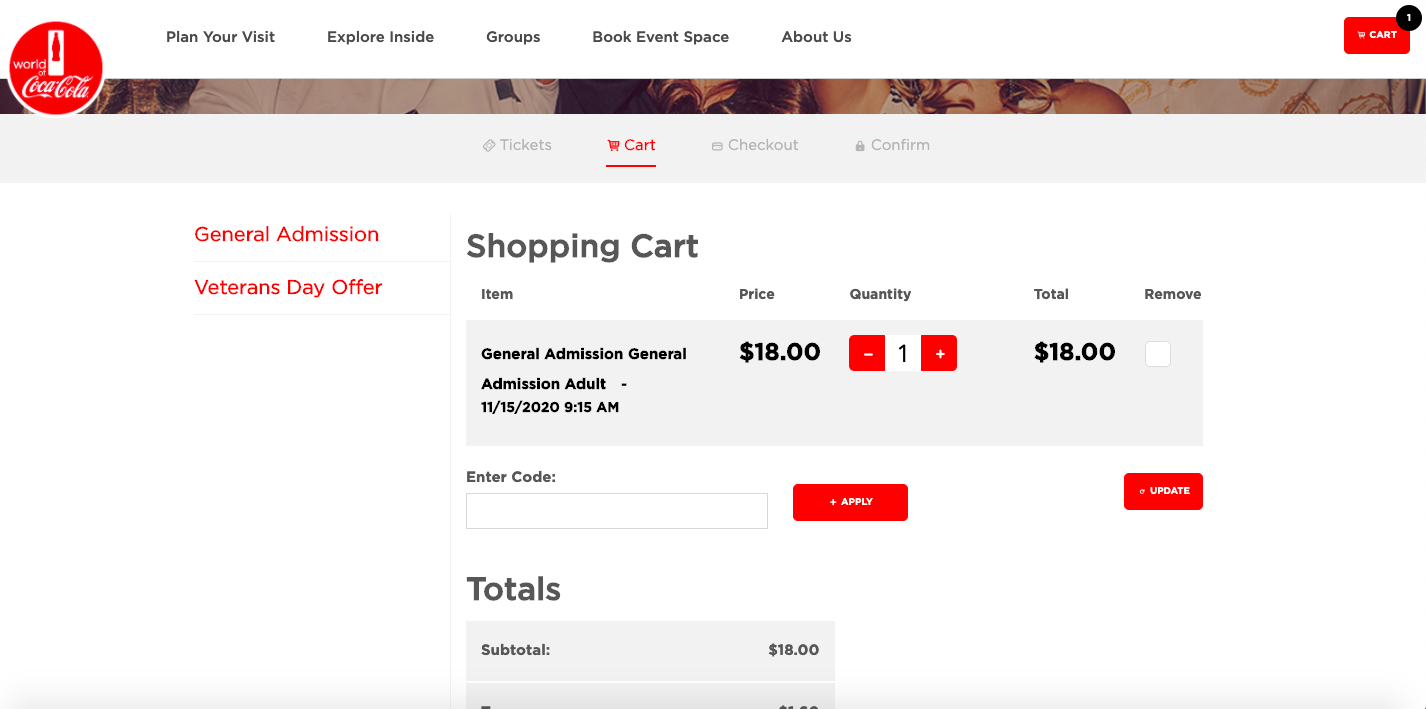 world
of
Coca-Cola
Plan Your Visit
Explore Inside
Groups
Book Event Space
About Us
1
CART
Tickets
Cart
Checkout
Confirm
General Admission
Veterans Day Offer
Shopping Cart
Item Price Quantity Total Remove
General Admission General $18.00 – 1 + $18.00
Admission Adult -
11/15/2020 9:15 AM
Enter Code:
+ APPLY
UPDATE
Totals
Subtotal: $18.00